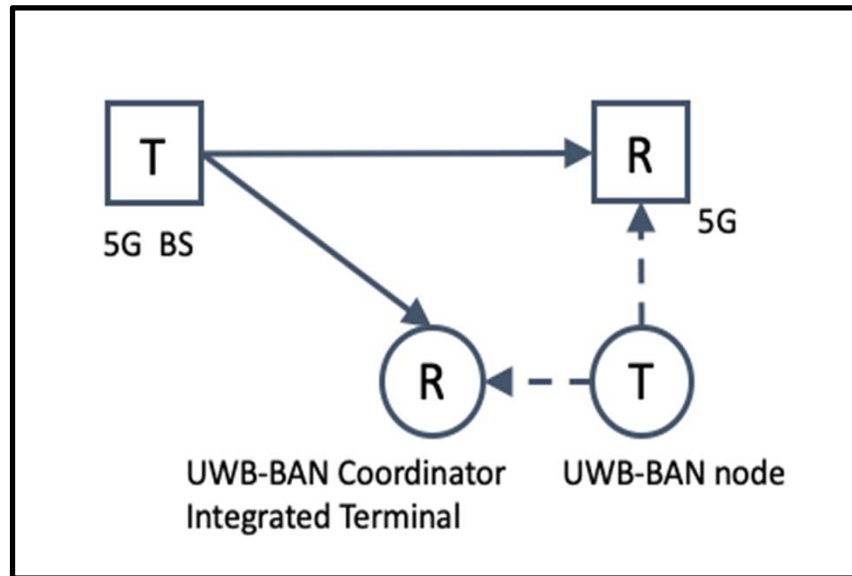 T
R
5G BS
5G
R
T
UWB-BAN Coordinator
Integrated Terminal
UWB-BAN node